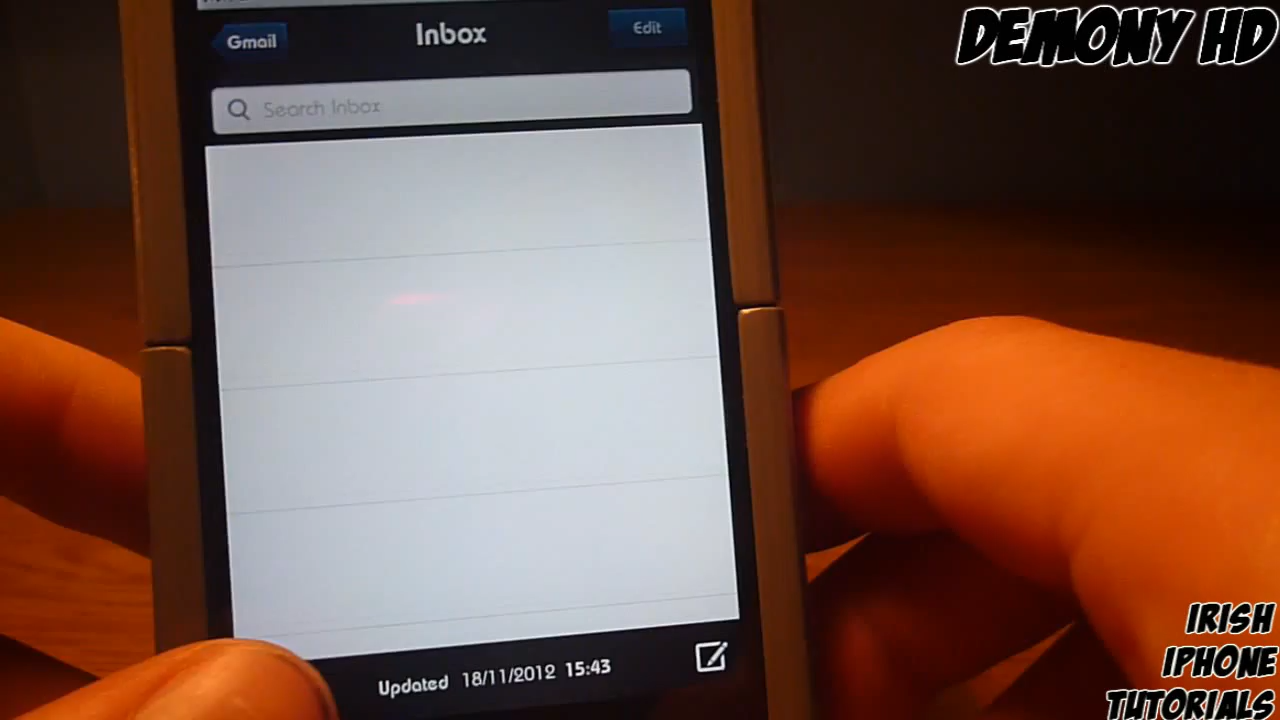 DEMONY HD
Gmail
Inbox
Edit
Search Inbox
Updated 18/11/2012 15:43
IRISH
IPHONE
TUTORIALS